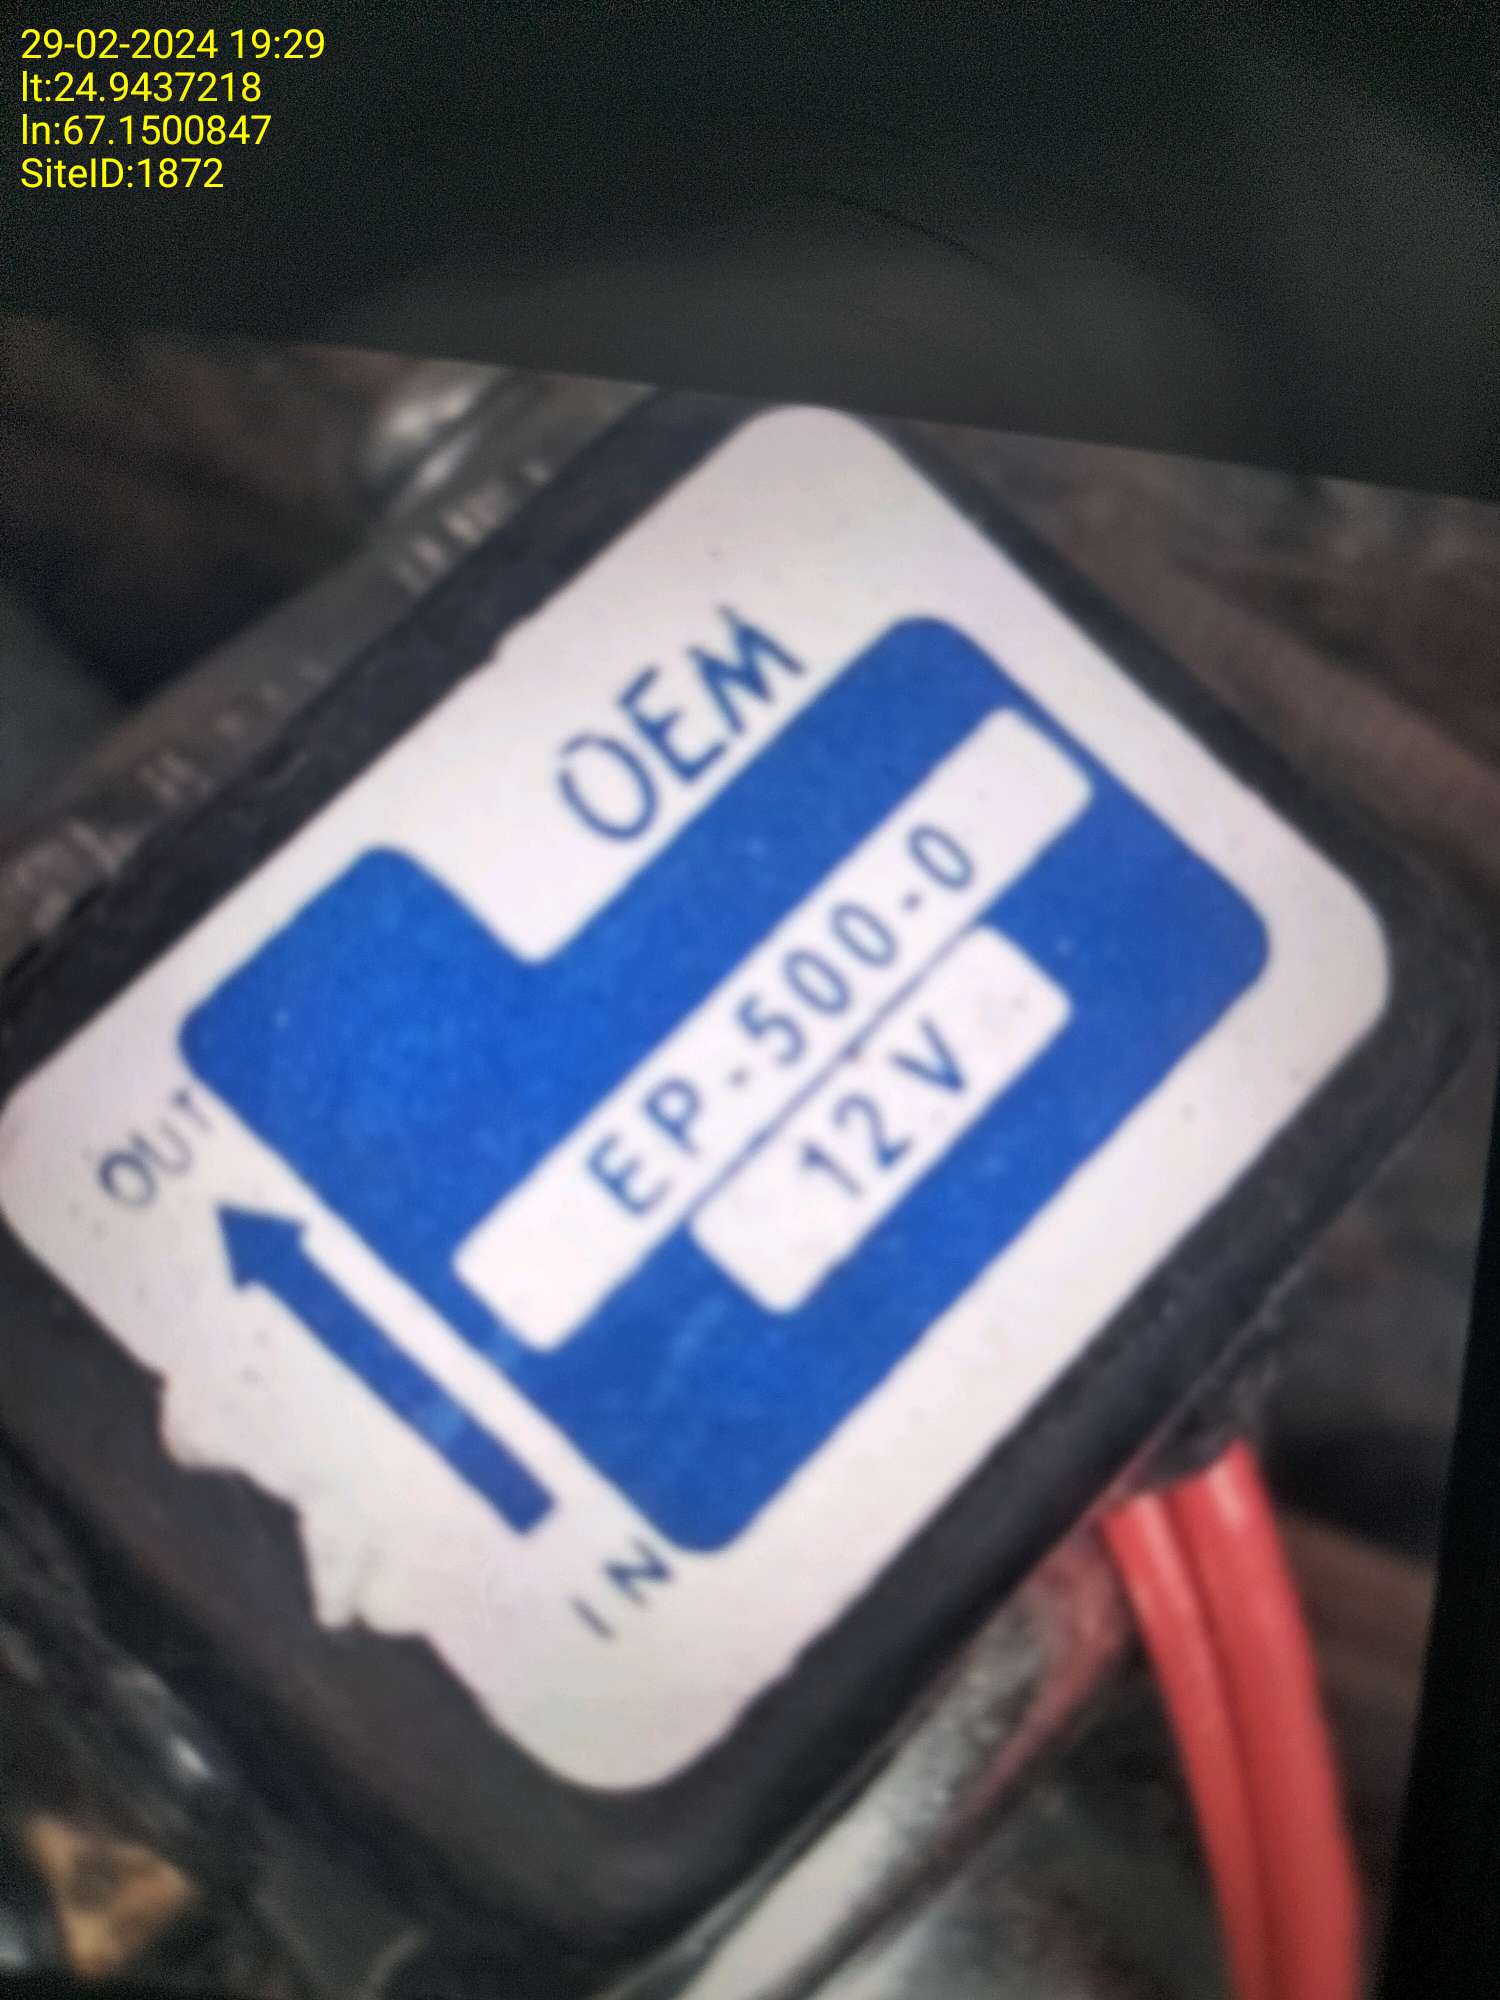 29-02-2024 19:29
lt:24.9437218
ln:67.1500847
SiteID:1872
OEM
EP-500-0
12V
OUT
IN